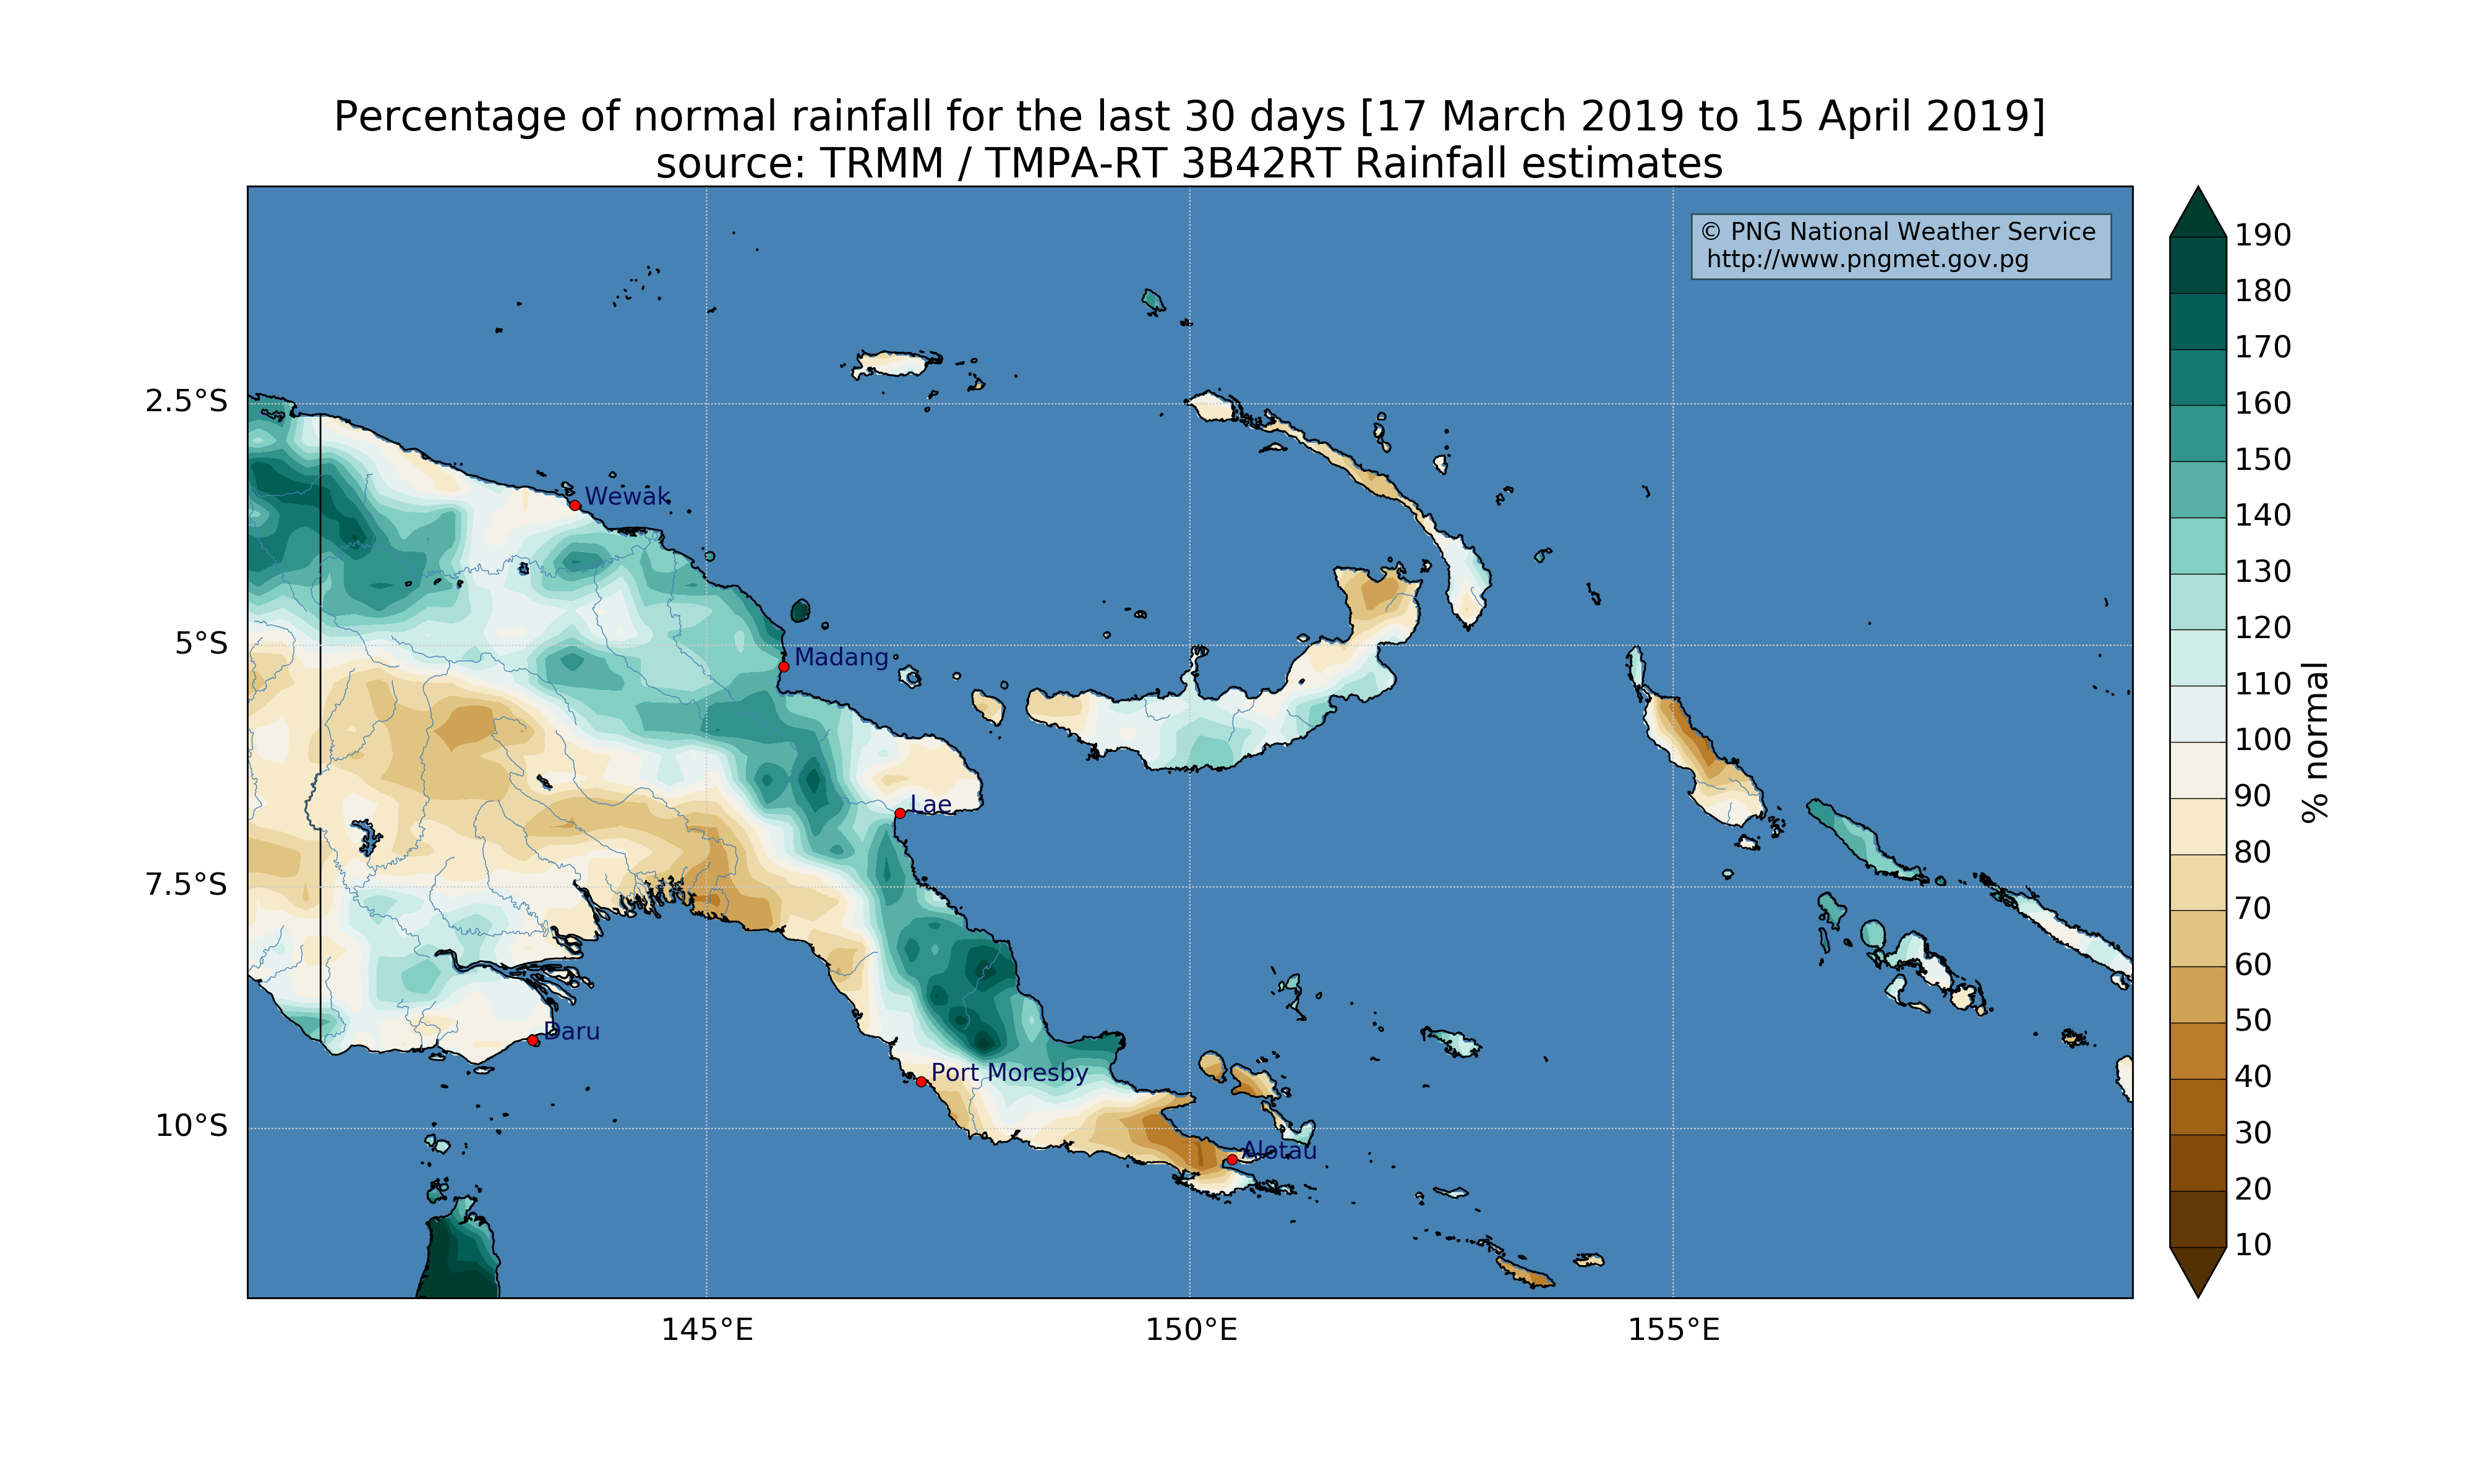 Percentage of normal rainfall for the last 30 days [17 March 2019 to 15 April 2019]
source: TRMM / TMPA-RT 3B42RT Rainfall estimates
© PNG National Weather Service
http://www.pngmet.gov.pg
190
180
170
160
150
140
130
120
110
100
90
80
70
60
50
40
30
20
10
% normal
2.5°S
5°S
7.5°S
10°S
Wewak
Madang
Lae
Daru
Port Moresby
Alotau
145°E
150°E
155°E